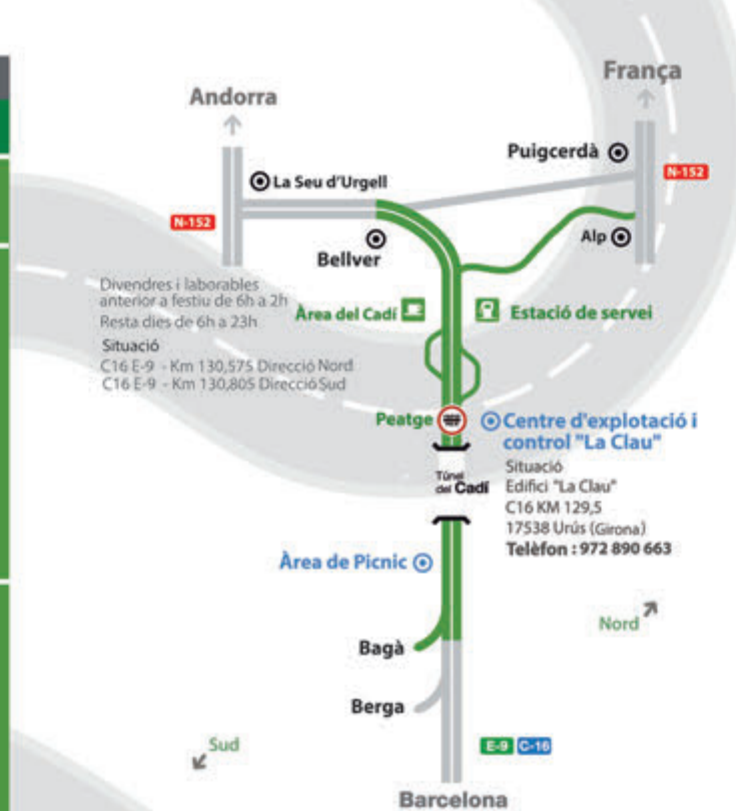 França
Andorra
Puigcerdà
N-152
La Seu d'Urgell
N-152
Alp
Bellver
Divendres i laborables
anterior a festiu de 6h a 2h
Resta dies de 6h a 23h
Àrea del Cadí
Estació de servei
Situació
C16 E-9 - Km 130,575 Direcció Nord
C16 E-9 - Km 130,805 Direcció Sud
Peatge
Centre d'explotació i
control "La Clau"
Situació
Edifici "La Clau"
C16 KM 129,5
17538 Urús (Girona)
Telèfon : 972 890 663
Túnel
del Cadí
Àrea de Picnic
Nord
Bagà
Berga
Sud
E-9 C-16
Barcelona